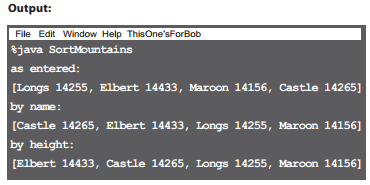 Output:
File Edit Window Help ThisOne'sForBob
%java SortMountains
as entered:
[Longs 14255, Elbert 14433, Maroon 14156, Castle 14265]
by name:
[Castle 14265, Elbert 14433, Longs 14255, Maroon 14156]
by height:
[Elbert 14433, Castle 14265, Longs 14255, Maroon 14156]